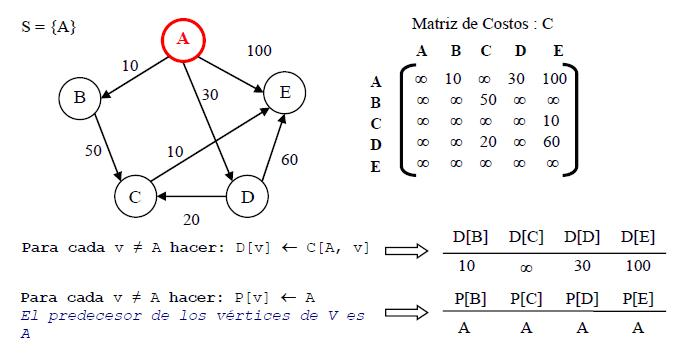 S = {A}
Matriz de Costos : C
A B C D E
A ∞ 10 ∞ 30 100
B ∞ ∞ 50 ∞ ∞
C ∞ ∞ ∞ ∞ 10
D ∞ ∞ 20 ∞ 60
E ∞ ∞ ∞ ∞ ∞
A
10
100
B
30
E
50
10
60
C
D
20
Para cada v ≠ A hacer: D[v] ← C[A, v]
D[B] D[C] D[D] D[E]
10 ∞ 30 100
Para cada v ≠ A hacer: P[v] ← A
El predecesor de los vértices de V es
A
P[B] P[C] P[D] P[E]
A A A A